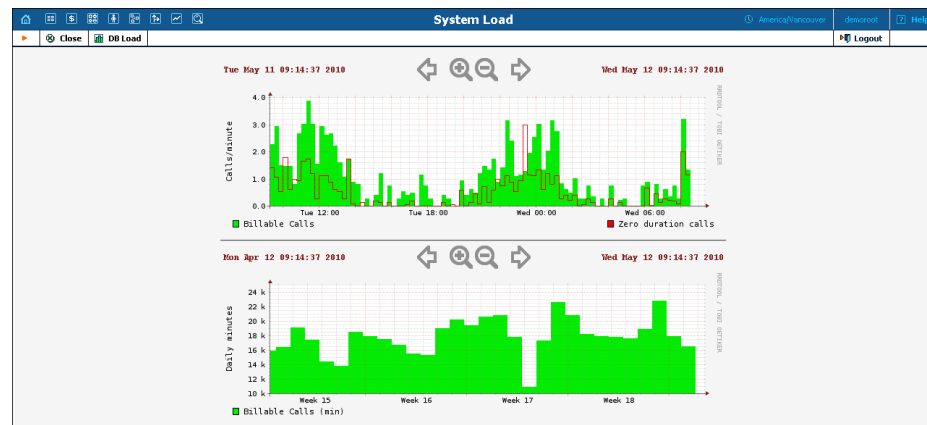 System Load
America/Vancouver
demoroot
Help
Close
DB Load
Logout
Tue May 11 09:14:37 2010
Wed May 12 09:14:37 2010
4.0
3.0
2.0
1.0
0.0
Calls/minute
Tue 12:00
Tue 18:00
Wed 00:00
Wed 06:00
Billable Calls
Zero duration calls
RRDTOOL / TOBI OETIKER
Mon Apr 12 09:14:37 2010
Wed May 12 09:14:37 2010
24 k
22 k
20 k
18 k
16 k
14 k
12 k
10 k
Daily minutes
Week 15
Week 16
Week 17
Week 18
Billable Calls (min)
RRDTOOL / TOBI OETIKER